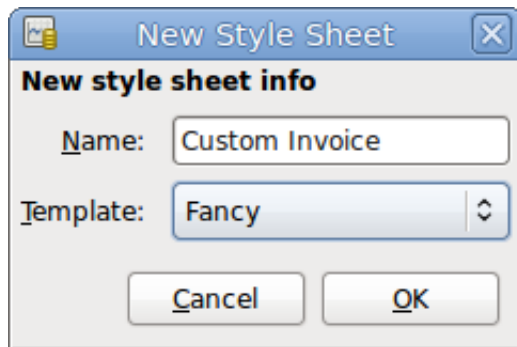 New Style Sheet
New style sheet info
Name: Custom Invoice
Template: Fancy
Cancel OK